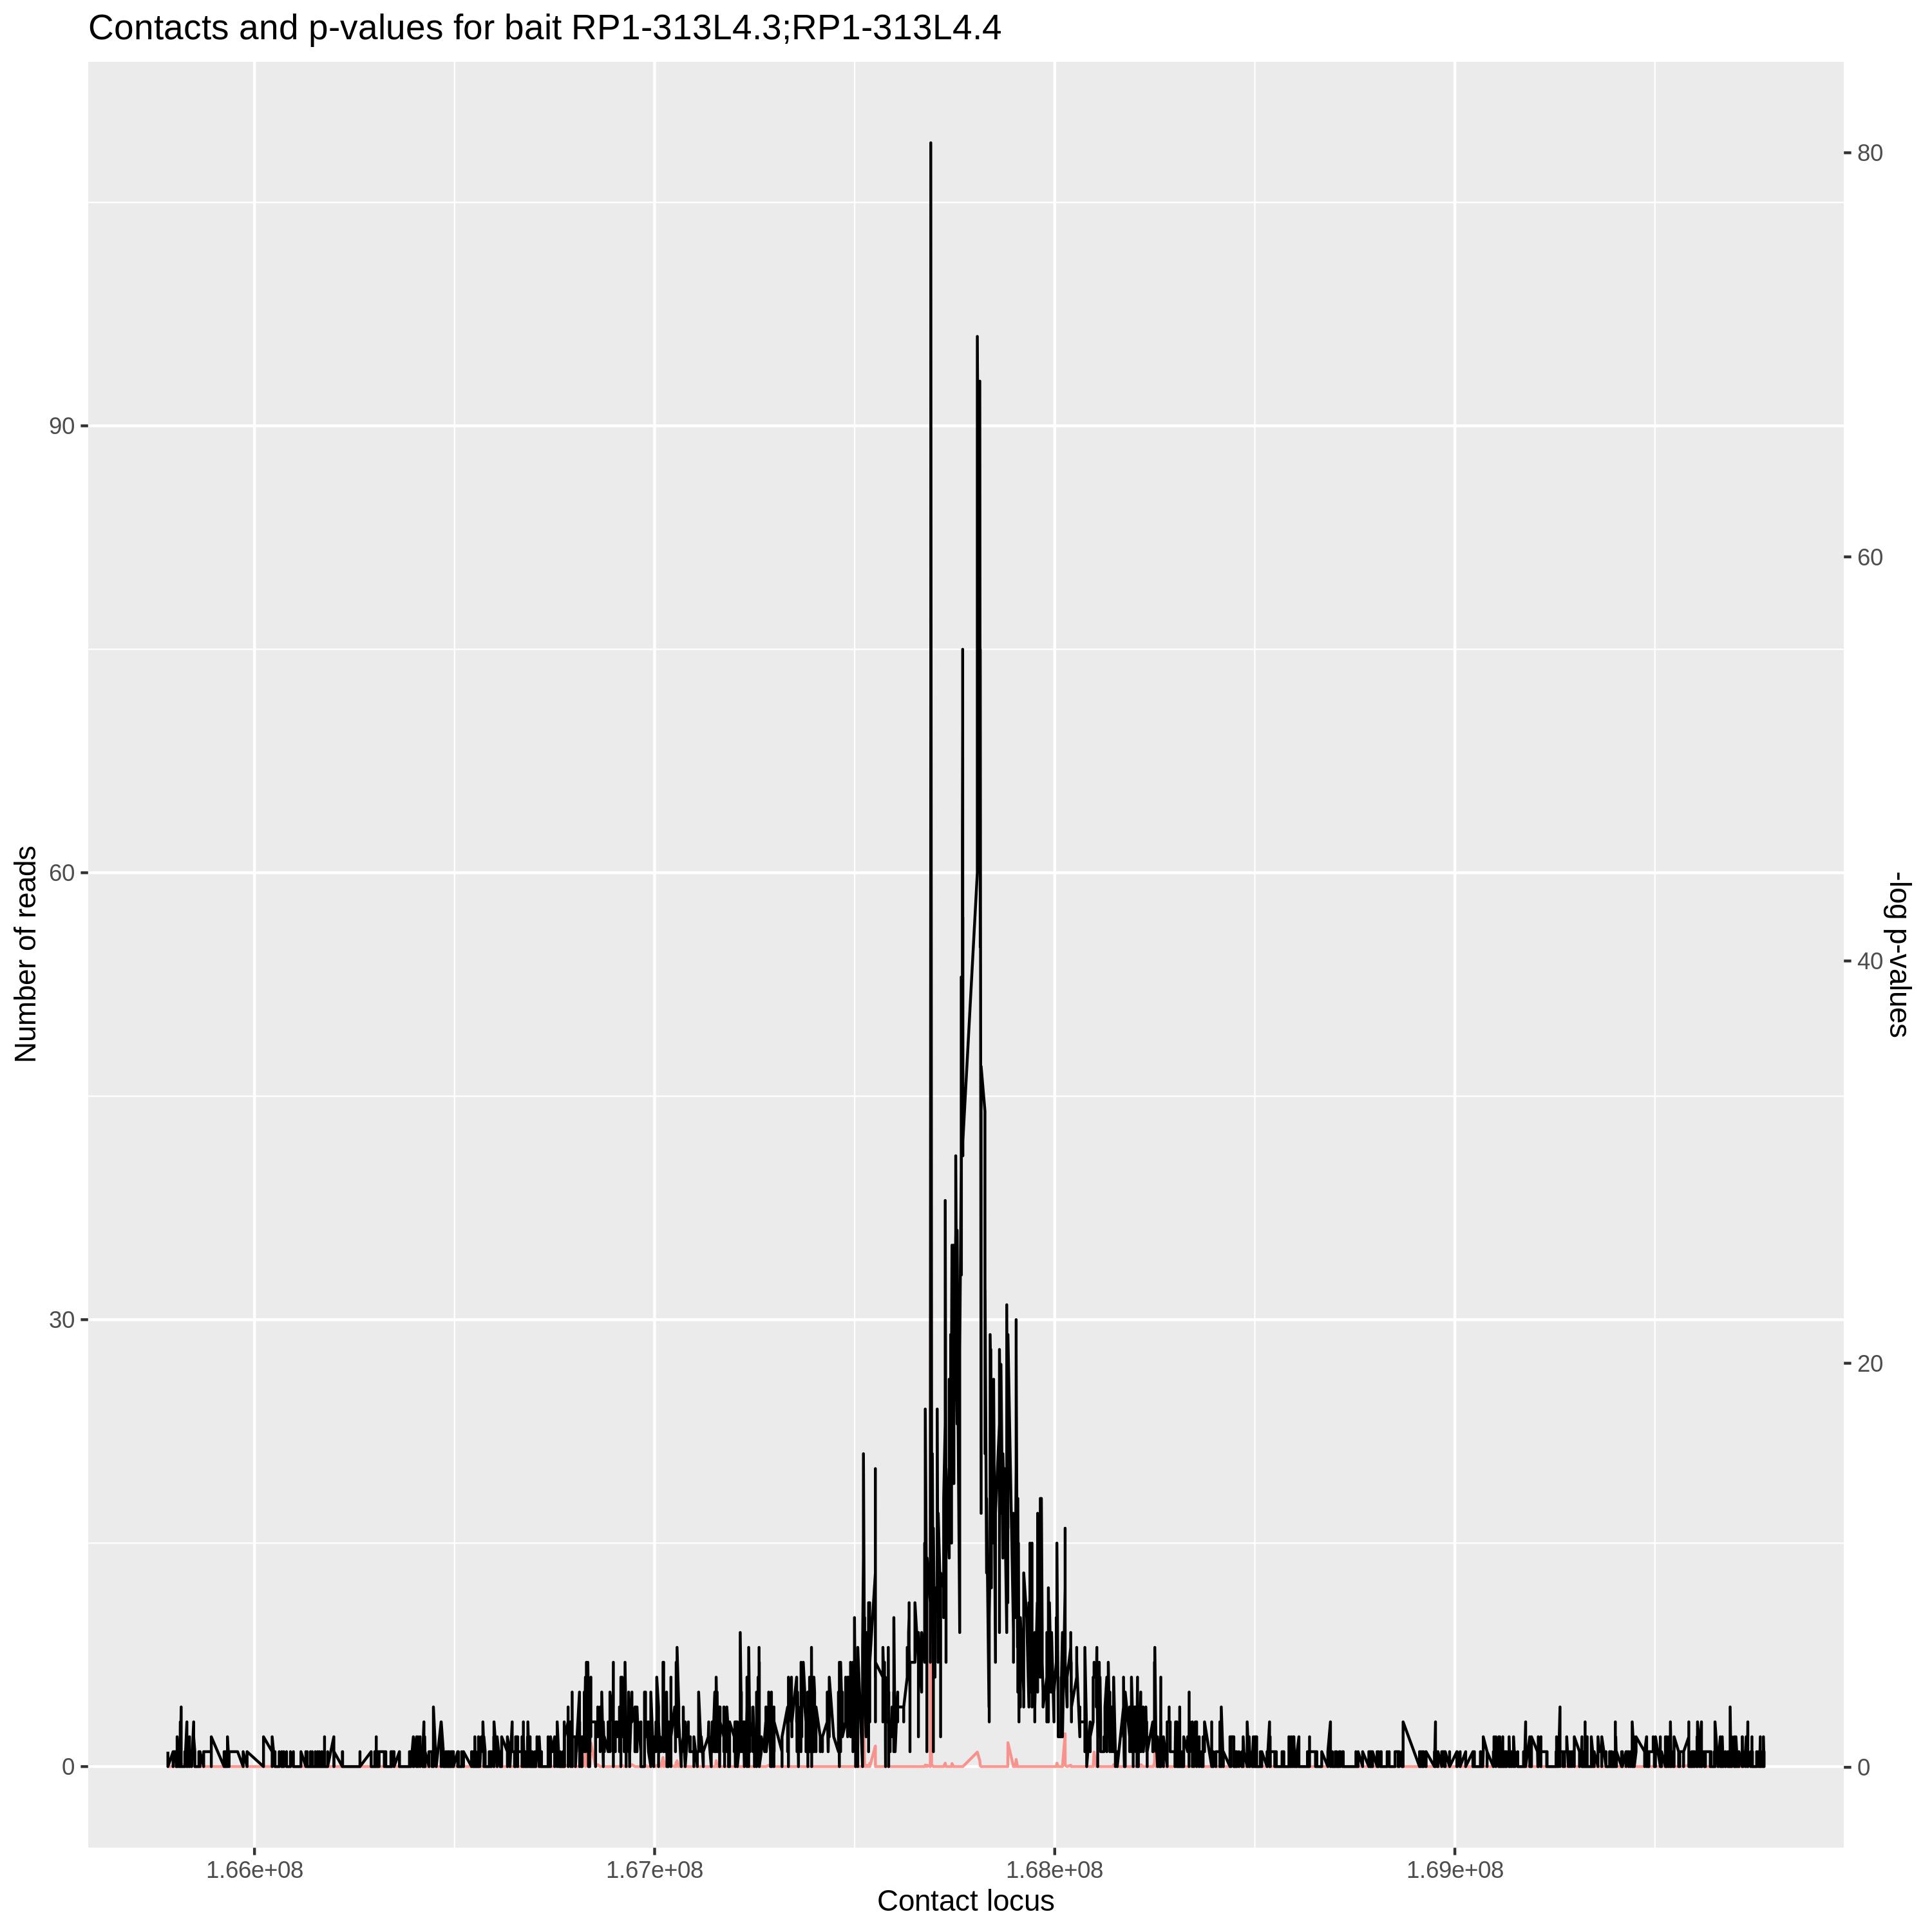 Contacts and p-values for bait RP1-313L4.3;RP1-313L4.4
80
90
60
60
40
30
20
0
0
Number of reads
-log p-values
1.66e+08 1.67e+08 1.68e+08 1.69e+08
Contact locus